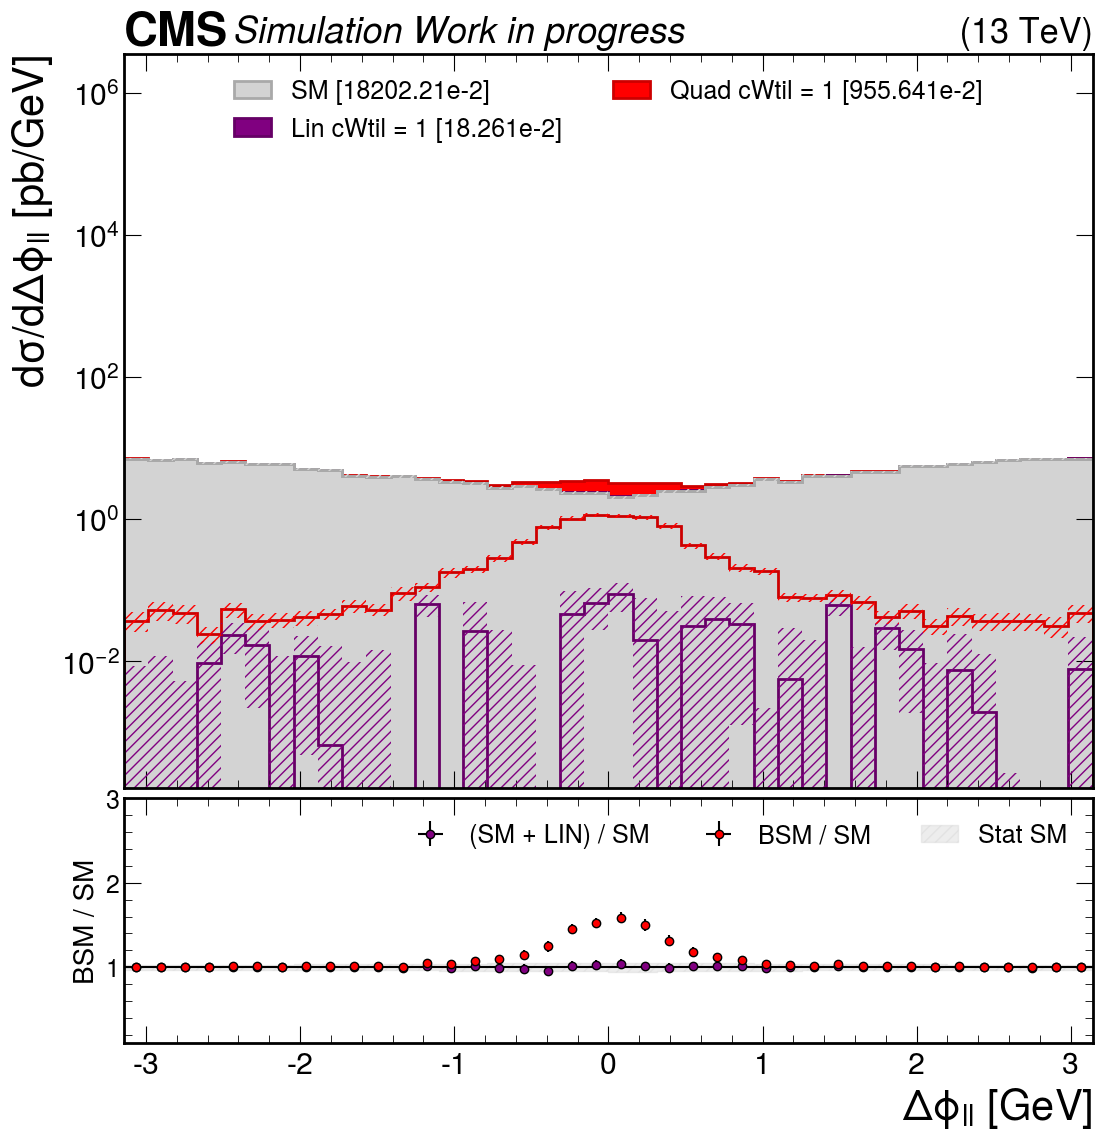 CMS Simulation Work in progress (13 TeV)
dσ/dΔϕ_ll [pb/GeV]
SM [18202.21e-2]
Quad cWtil = 1 [955.641e-2]
Lin cWtil = 1 [18.261e-2]
10^6
10^4
10^2
10^0
10^−2
BSM / SM
(SM + LIN) / SM
BSM / SM
Stat SM
3
2
1
-3 -2 -1 0 1 2 3
Δϕ_ll [GeV]